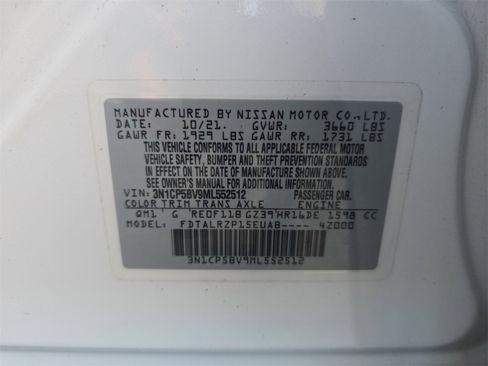 MANUFACTURED BY NISSAN MOTOR CO., LTD.
DATE: 10/21. GVWR: 3660 LBS
GAWR FR: 1929 LBS GAWR RR: 1731 LBS
THIS VEHICLE CONFORMS TO ALL APPLICABLE FEDERAL MOTOR
VEHICLE SAFETY, BUMPER AND THEFT PREVENTION STANDARDS
IN EFFECT ON THE DATE OF MANUFACTURE SHOWN ABOVE.
SEE OWNER'S MANUAL FOR ADDITIONAL INFORMATION
VIN: 3N1CP5BV9ML552512 PASSENGER CAR.
COLOR TRIM TRANS AXLE ENGINE
QM1 G RE0F11B GZ39 HR16DE 1598 CC
MODEL: FDTALRZP15EUAB---- 4Z000
3N1CP5BV9ML552512